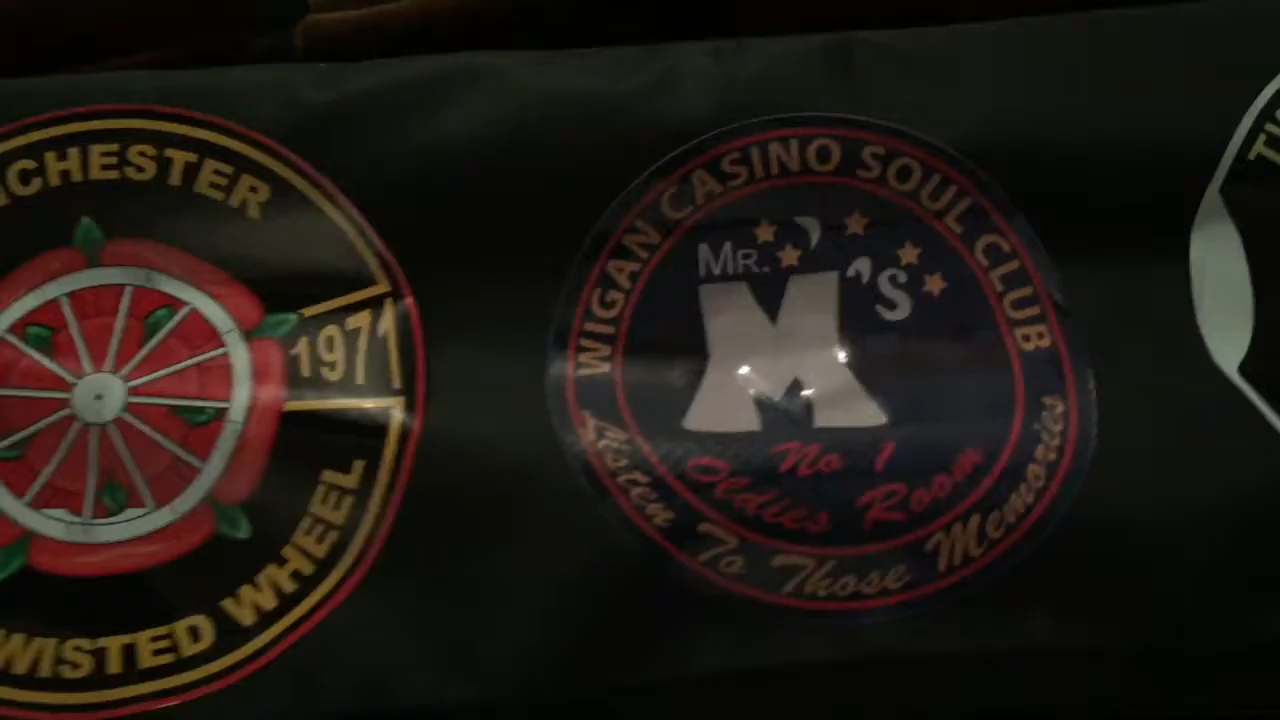 NCHESTER
1971
WISTED WHEEL
WIGAN CASINO SOUL CLUB
MR.
M'S
No 1
Oldies Room
Listen To Those Memories